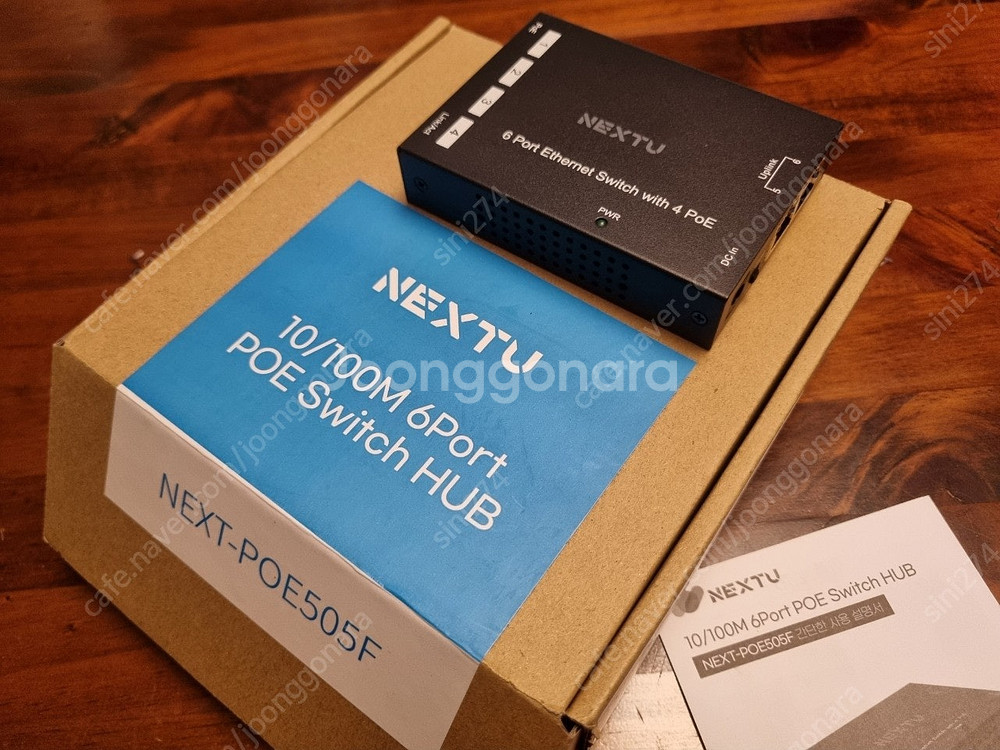 PoE
1
2
3
4
Link/Act
NEXTU
6 Port Ethernet Switch with 4 PoE
PWR
Uplink
6
5
DC in
NEXTU
10/100M 6Port
POE Switch HUB
NEXT-POE505F
NEXTU
10/100M 6Port POE Switch HUB
NEXT-POE505F 간단한 사용 설명서
joonggonara
cafe.naver.com/joonggonara
sini274